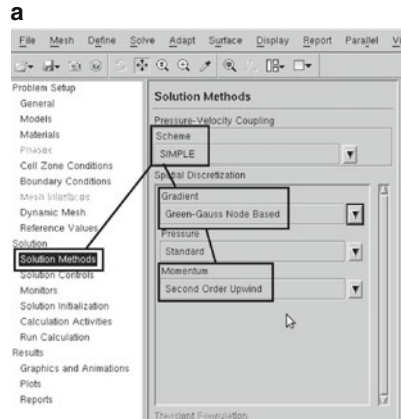 a
File Mesh Define Solve Adapt Surface Display Report Parallel Vi
Problem Setup
General
Models
Materials
Phases
Cell Zone Conditions
Boundary Conditions
Mesh Interfaces
Dynamic Mesh
Reference Values
Solution
Solution Methods
Solution Controls
Monitors
Solution Initialization
Calculation Activities
Run Calculation
Results
Graphics and Animations
Plots
Reports
Solution Methods
Pressure-Velocity Coupling
Scheme
SIMPLE
Spatial Discretization
Gradient
Green-Gauss Node Based
Pressure
Standard
Momentum
Second Order Upwind
Transient Formulation